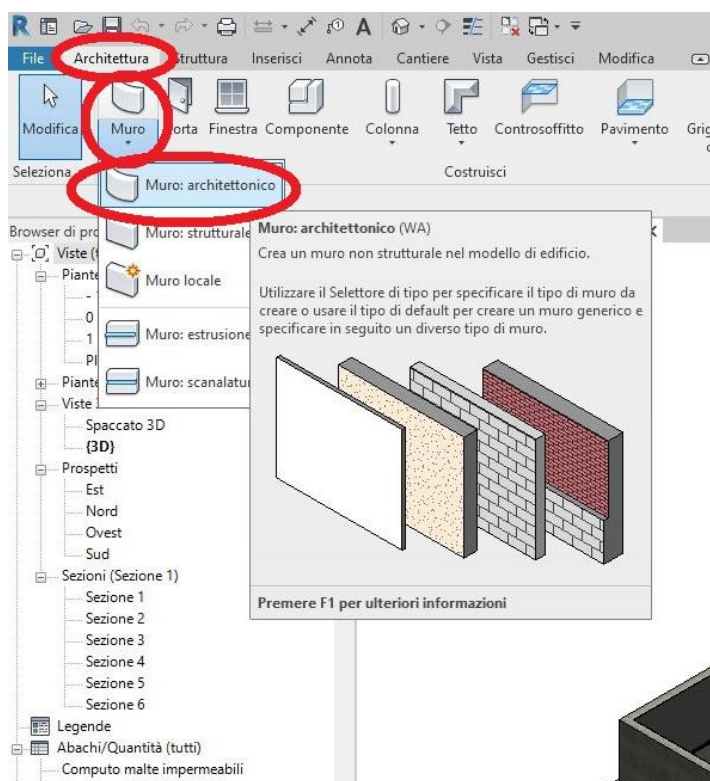 File Architettura Struttura Inserisci Annota Cantiere Vista Gestisci Modifica
Modifica Muro Porta Finestra Componente Colonna Tetto Controsoffitto Pavimento
Seleziona Costruisci
Muro: architettonico
Muro: strutturale
Muro locale
Muro: estrusione
Muro: scanalatu
Muro: architettonico (WA)
Crea un muro non strutturale nel modello di edificio.
Utilizzare il Selettore di tipo per specificare il tipo di muro da
creare o usare il tipo di default per creare un muro generico e
specificare in seguito un diverso tipo di muro.
Premere F1 per ulteriori informazioni
Browser di pro
Viste (t
Piante
-
0
1
Pl
Piante
Viste
Spaccato 3D
{3D}
Prospetti
Est
Nord
Ovest
Sud
Sezioni (Sezione 1)
Sezione 1
Sezione 2
Sezione 3
Sezione 4
Sezione 5
Sezione 6
Legende
Abachi/Quantità (tutti)
Computo malte impermeabili